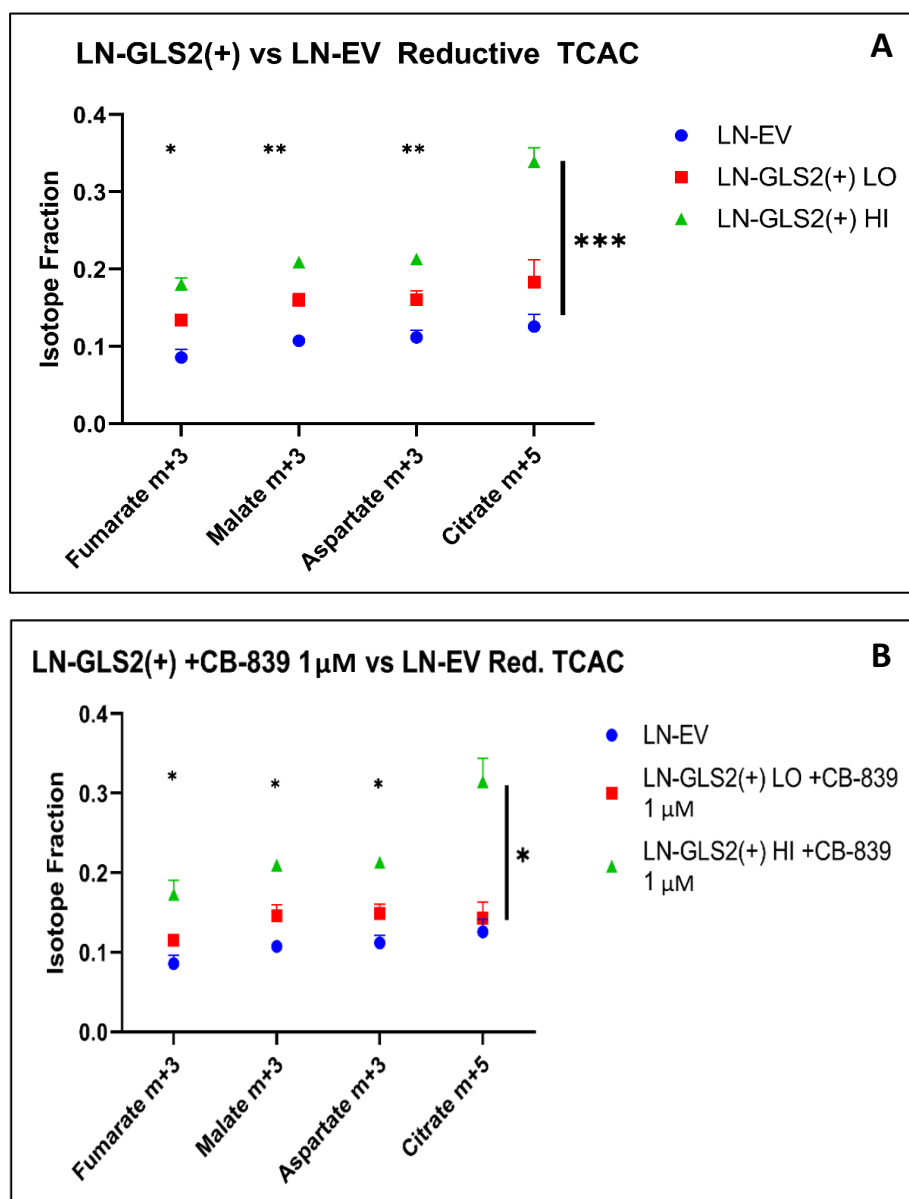 LN-GLS2(+) vs LN-EV Reductive TCAC
A
Isotope Fraction
0.4
0.3
0.2
0.1
0.0
*
**
**
***
Fumarate m+3
Malate m+3
Aspartate m+3
Citrate m+5
LN-EV
LN-GLS2(+) LO
LN-GLS2(+) HI
LN-GLS2(+) +CB-839 1μM vs LN-EV Red. TCAC
B
Isotope Fraction
0.4
0.3
0.2
0.1
0.0
*
*
*
*
Fumarate m+3
Malate m+3
Aspartate m+3
Citrate m+5
LN-EV
LN-GLS2(+) LO +CB-839
1 μM
LN-GLS2(+) HI +CB-839
1 μM